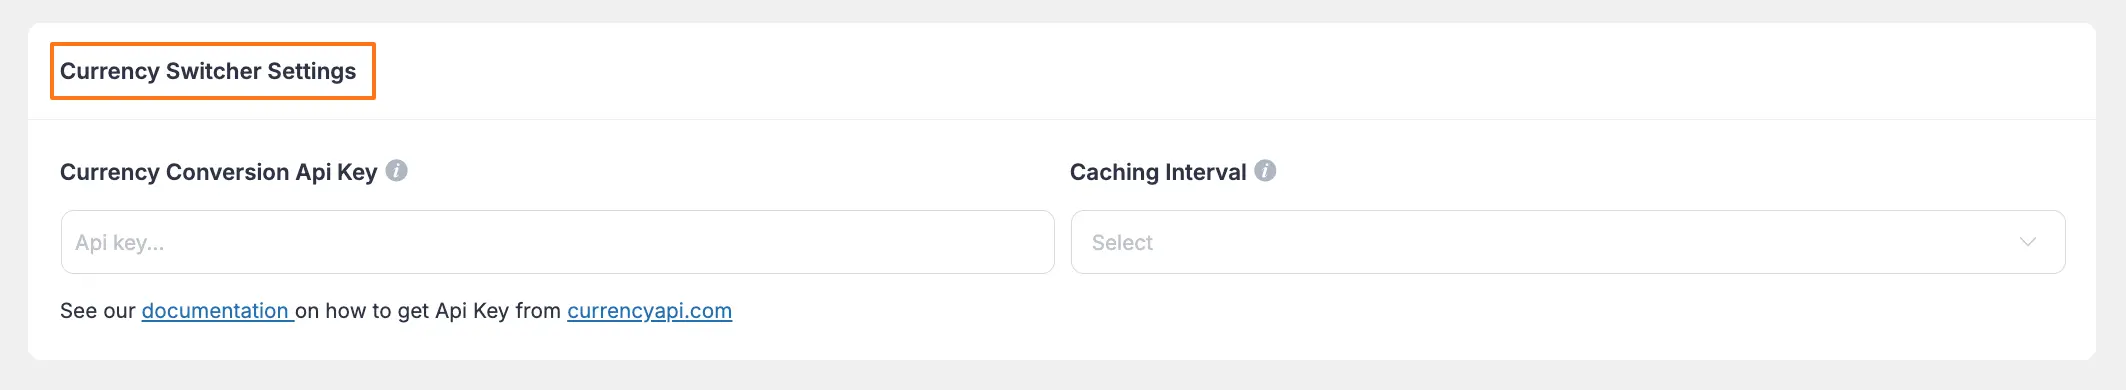 Currency Switcher Settings
Currency Conversion Api Key
Caching Interval
Api key...
Select
See our documentation on how to get Api Key from currencyapi.com